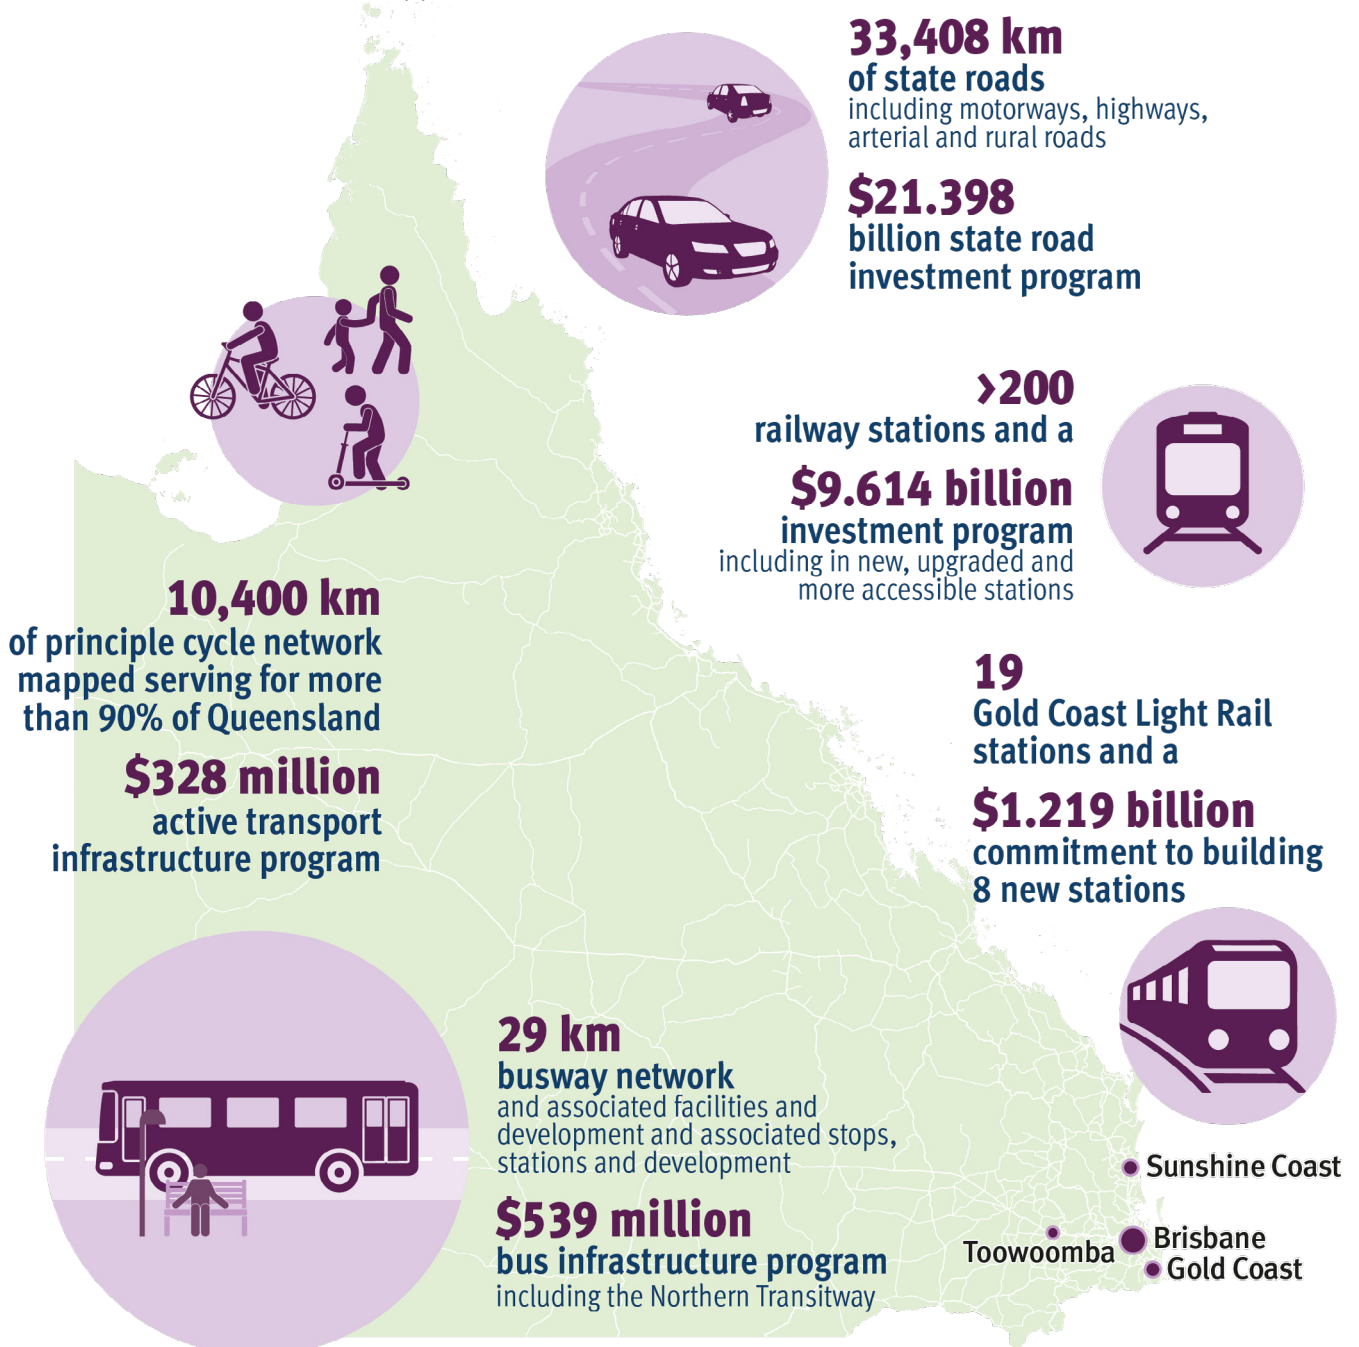 33,408 km
of state roads
including motorways, highways,
arterial and rural roads
$21.398
billion state road
investment program
>200
railway stations and a
$9.614 billion
investment program
including in new, upgraded and
more accessible stations
10,400 km
of principle cycle network
mapped serving for more
than 90% of Queensland
$328 million
active transport
infrastructure program
19
Gold Coast Light Rail
stations and a
$1.219 billion
commitment to building
8 new stations
29 km
busway network
and associated facilities and
development and associated stops,
stations and development
$539 million
bus infrastructure program
including the Northern Transitway
Sunshine Coast
Toowoomba
Brisbane
Gold Coast